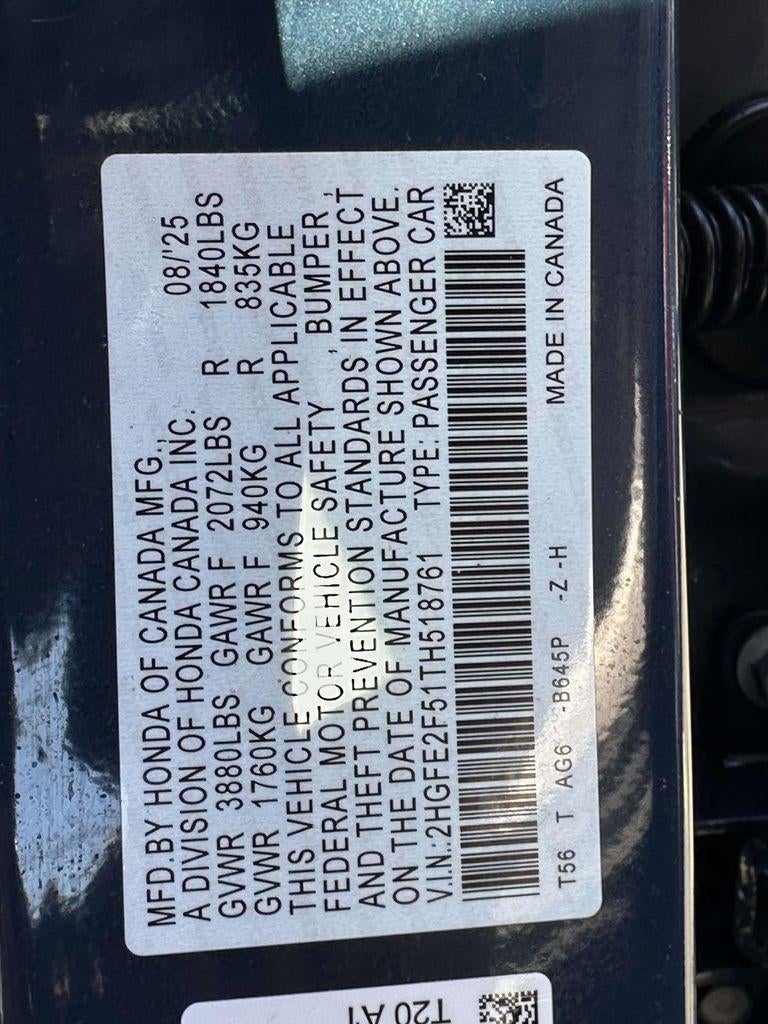 MFD.BY HONDA OF CANADA MFG.,
A DIVISION OF HONDA CANADA INC. 08/'25
GVWR 3880LBS GAWR F 2072LBS R 1840LBS
GVWR 1760KG GAWR F 940KG R 835KG
THIS VEHICLE CONFORMS TO ALL APPLICABLE
FEDERAL MOTOR VEHICLE SAFETY , BUMPER ,
AND THEFT PREVENTION STANDARDS IN EFFECT
ON THE DATE OF MANUFACTURE SHOWN ABOVE.
V.I.N.:2HGFE2F51TH518761 TYPE: PASSENGER CAR
T56 T AG6 -B645P -Z -H MADE IN CANADA
T20 A1